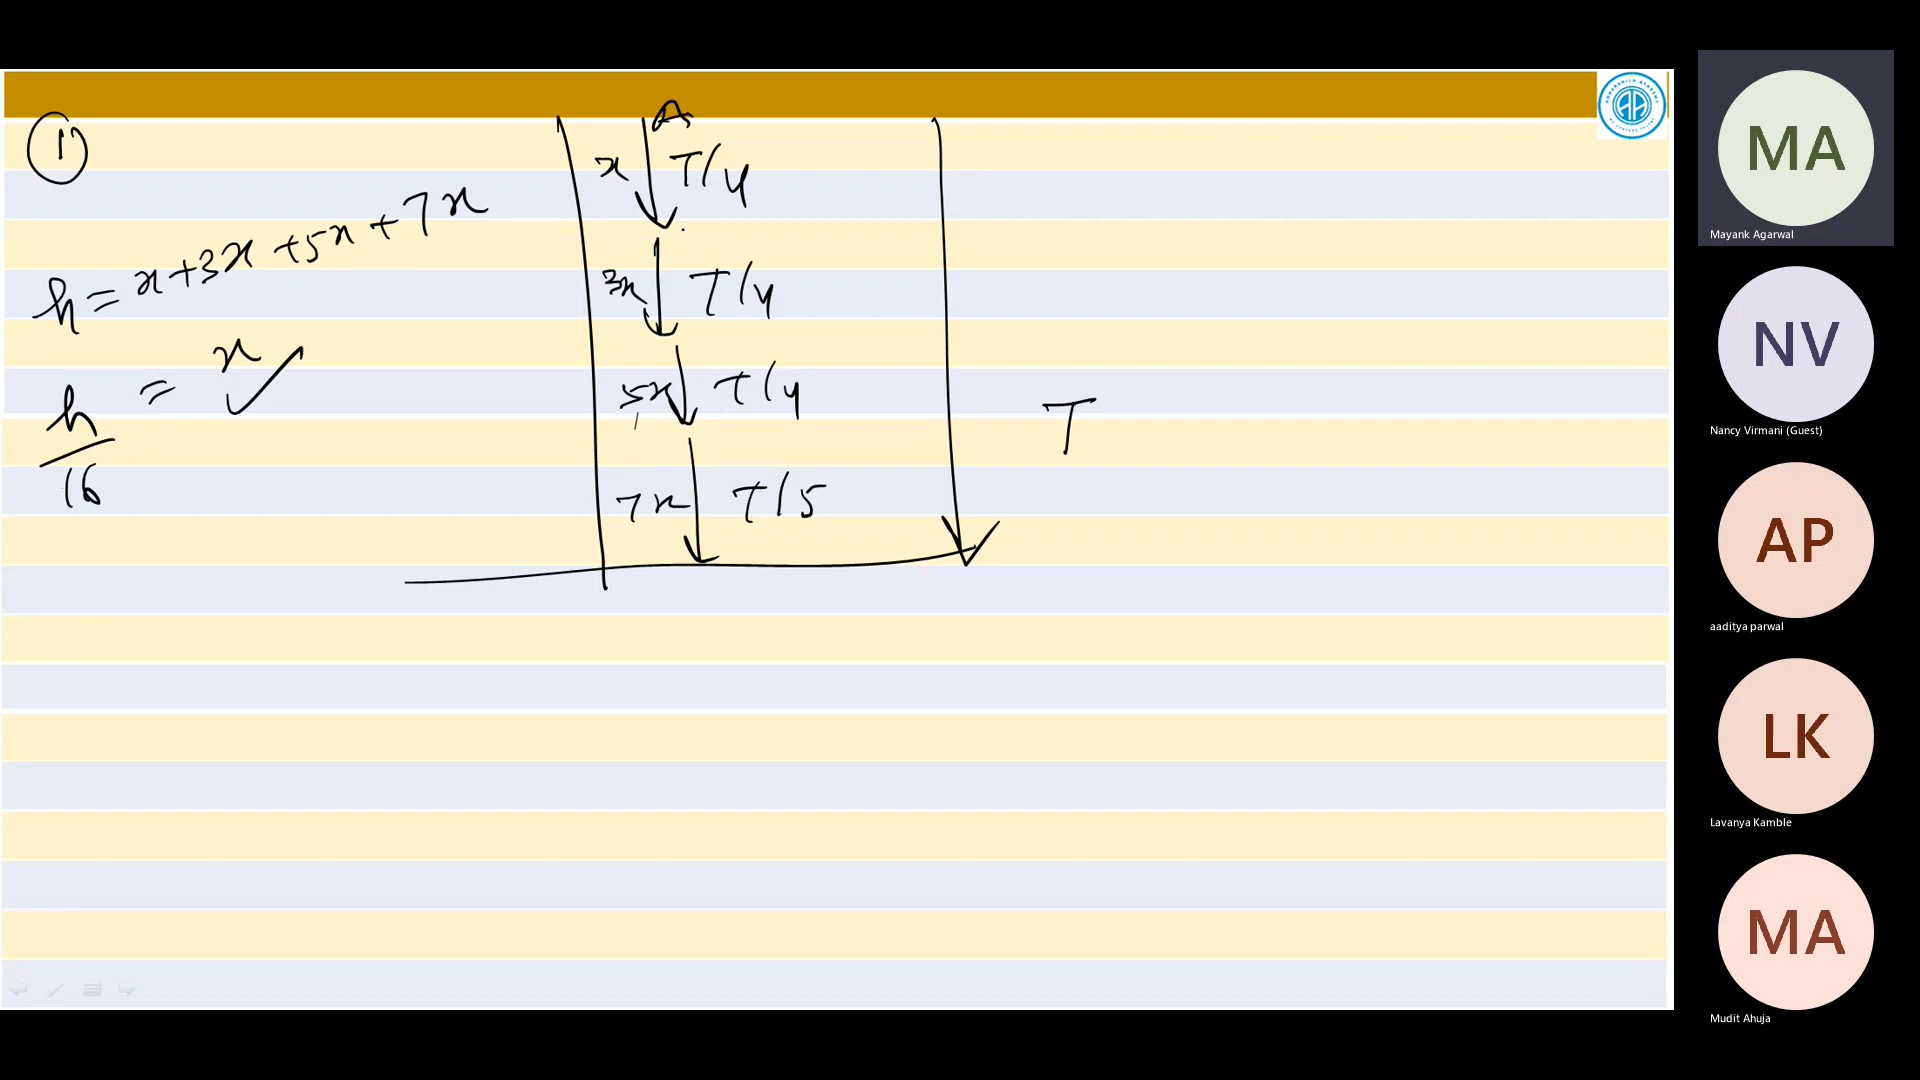 ①
h = x+3x+5x+7x
h/16 = x ✓
A
x T/4
3x T/4
5x T/4
7x T/5
T
MA
Mayank Agarwal
NV
Nancy Virmani (Guest)
AP
aaditya parwal
LK
Lavanya Kamble
MA
Mudit Ahuja